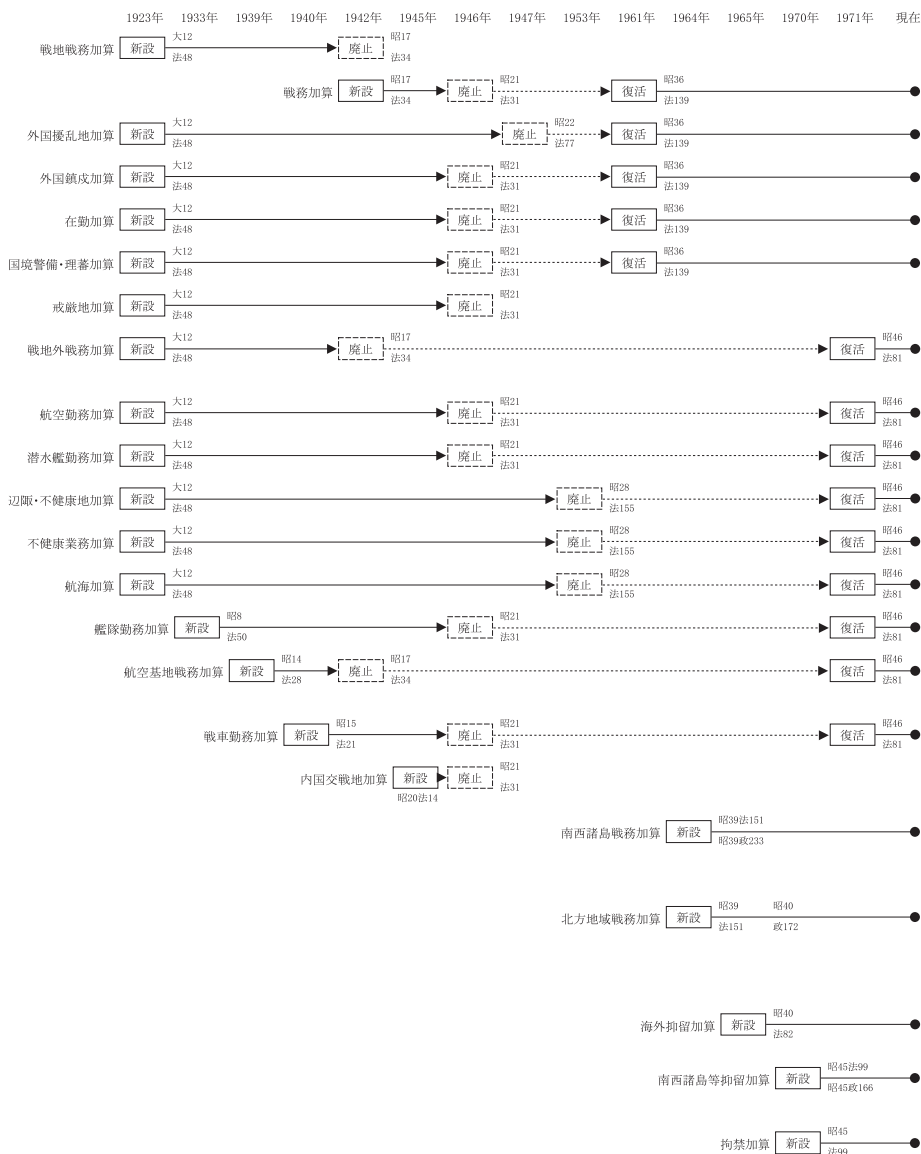 1923年 1933年 1939年 1940年 1942年 1945年 1946年 1947年 1953年 1961年 1964年 1965年 1970年 1971年 現在
大12 昭17
戦地戦務加算 新設 廃止
法48 法34
昭17 昭21 昭36
戦務加算 新設 廃止 復活
法34 法31 法139
大12 昭22 昭36
外国擾乱地加算 新設 廃止 復活
法48 法77 法139
大12 昭21 昭36
外国鎮戍加算 新設 廃止 復活
法48 法31 法139
大12 昭21 昭36
在勤加算 新設 廃止 復活
法48 法31 法139
大12 昭21 昭36
国境警備・理蕃加算 新設 廃止 復活
法48 法31 法139
大12 昭21
戒厳地加算 新設 廃止
法48 法31
大12 昭17 昭46
戦地外戦務加算 新設 廃止 復活
法48 法34 法81
大12 昭21 昭46
航空勤務加算 新設 廃止 復活
法48 法31 法81
大12 昭21 昭46
潜水艦勤務加算 新設 廃止 復活
法48 法31 法81
大12 昭28 昭46
辺陬・不健康地加算 新設 廃止 復活
法48 法155 法81
大12 昭28 昭46
不健康業務加算 新設 廃止 復活
法48 法155 法81
大12 昭28 昭46
航海加算 新設 廃止 復活
法48 法155 法81
昭8 昭21 昭46
艦隊勤務加算 新設 廃止 復活
法50 法31 法81
昭14 昭17 昭46
航空基地戦務加算 新設 廃止 復活
法28 法34 法81
昭15 昭21 昭46
戦車勤務加算 新設 廃止 復活
法21 法31 法81
昭21
内国交戦地加算 新設 廃止
昭20法14 法31
昭39法151
南西諸島戦務加算 新設
昭39政233
昭39 昭40
北方地域戦務加算 新設
法151 政172
昭40
海外抑留加算 新設
法82
昭45法99
南西諸島等抑留加算 新設
昭45政166
昭45
拘禁加算 新設
法99